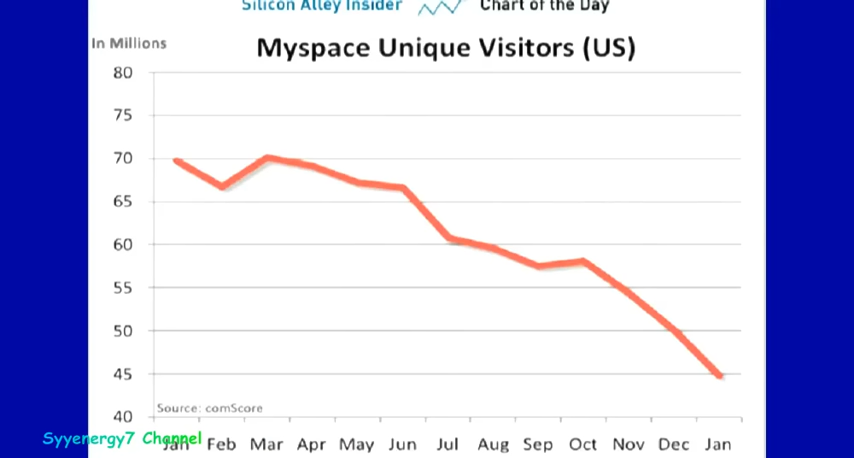 Silicon Alley Insider Chart of the Day
In Millions
Myspace Unique Visitors (US)
80
75
70
65
60
55
50
45
40
Source: comScore
Syyenergy7 Channel
Jan Feb Mar Apr May Jun Jul Aug Sep Oct Nov Dec Jan